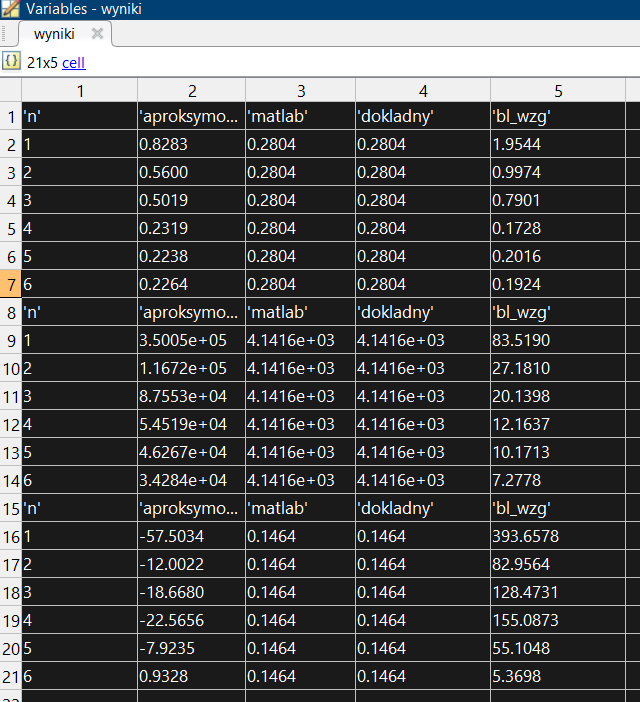 Variables - wyniki
wyniki
21x5 cell
1 2 3 4 5
1 'n' 'aproksymo... 'matlab' 'dokladny' 'bl_wzg'
2 1 0.8283 0.2804 0.2804 1.9544
3 2 0.5600 0.2804 0.2804 0.9974
4 3 0.5019 0.2804 0.2804 0.7901
5 4 0.2319 0.2804 0.2804 0.1728
6 5 0.2238 0.2804 0.2804 0.2016
7 6 0.2264 0.2804 0.2804 0.1924
8 'n' 'aproksymo... 'matlab' 'dokladny' 'bl_wzg'
9 1 3.5005e+05 4.1416e+03 4.1416e+03 83.5190
10 2 1.1672e+05 4.1416e+03 4.1416e+03 27.1810
11 3 8.7553e+04 4.1416e+03 4.1416e+03 20.1398
12 4 5.4519e+04 4.1416e+03 4.1416e+03 12.1637
13 5 4.6267e+04 4.1416e+03 4.1416e+03 10.1713
14 6 3.4284e+04 4.1416e+03 4.1416e+03 7.2778
15 'n' 'aproksymo... 'matlab' 'dokladny' 'bl_wzg'
16 1 -57.5034 0.1464 0.1464 393.6578
17 2 -12.0022 0.1464 0.1464 82.9564
18 3 -18.6680 0.1464 0.1464 128.4731
19 4 -22.5656 0.1464 0.1464 155.0873
20 5 -7.9235 0.1464 0.1464 55.1048
21 6 0.9328 0.1464 0.1464 5.3698